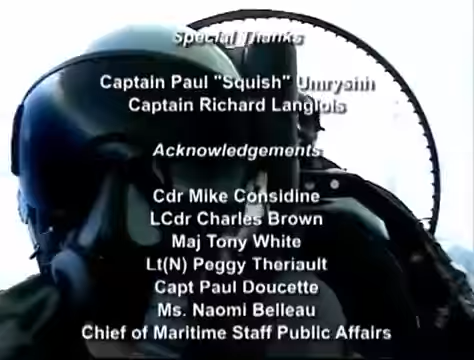 Special Thanks
Captain Paul "Squish" Umryshh
Captain Richard Langlois
Acknowledgements
Cdr Mike Considine
LCdr Charles Brown
Maj Tony White
Lt(N) Peggy Theriault
Capt Paul Doucette
Ms. Naomi Belleau
Chief of Maritime Staff Public Affairs